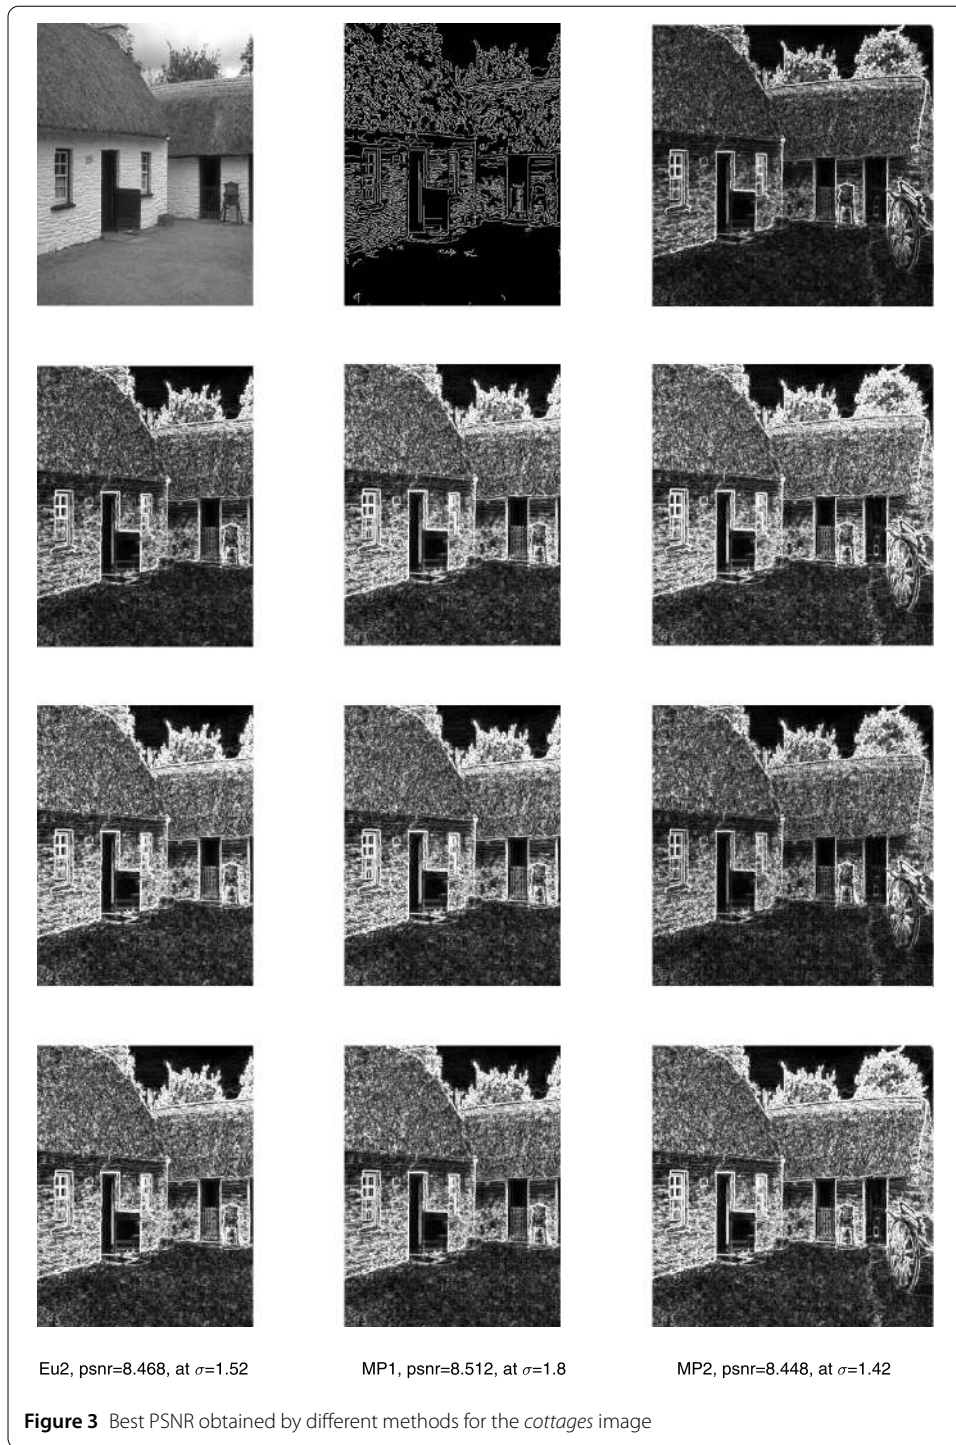 Eu2, psnr=8.468, at σ=1.52
MP1, psnr=8.512, at σ=1.8
MP2, psnr=8.448, at σ=1.42
Figure 3 Best PSNR obtained by different methods for the cottages image